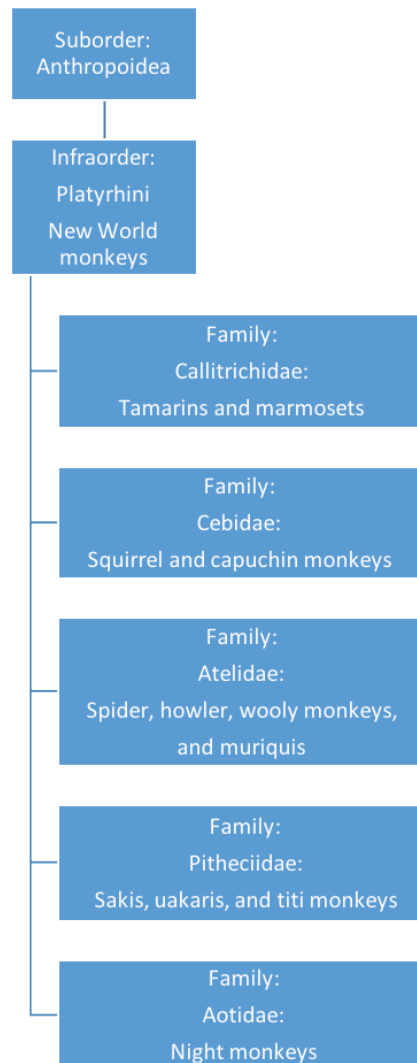 Suborder:
Anthropoidea
Infraorder:
Platyrhini
New World
monkeys
Family:
Callitrichidae:
Tamarins and marmosets
Family:
Cebidae:
Squirrel and capuchin monkeys
Family:
Atelidae:
Spider, howler, wooly monkeys,
and muriquis
Family:
Pitheciidae:
Sakis, uakaris, and titi monkeys
Family:
Aotidae:
Night monkeys